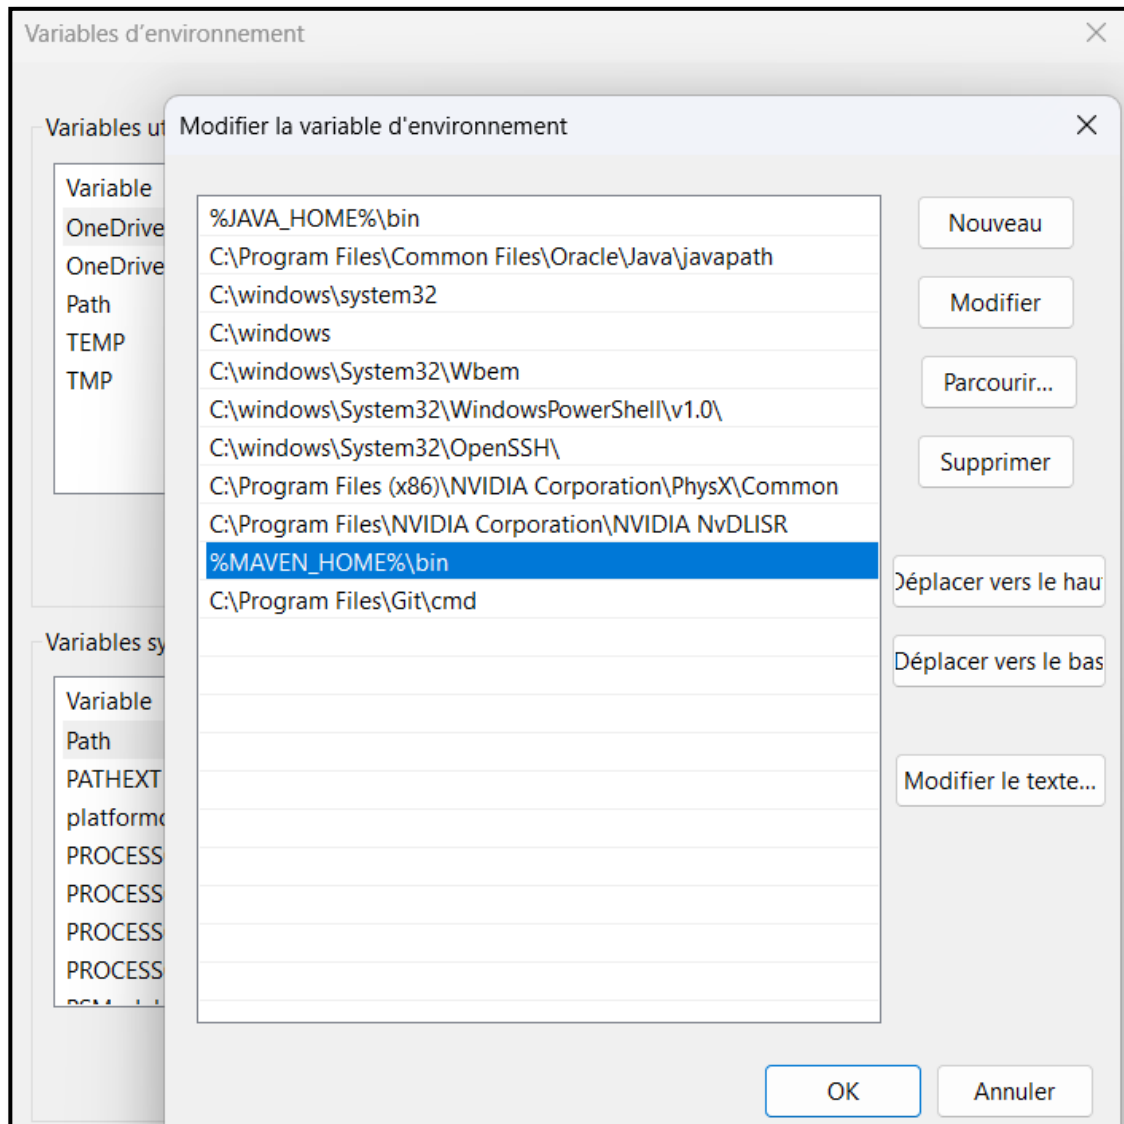 Variables d’environnement
Variables
Modifier la variable d'environnement
Variable
OneDrive
OneDrive
Path
TEMP
TMP
%JAVA_HOME%\bin
C:\Program Files\Common Files\Oracle\Java\javapath
C:\windows\system32
C:\windows
C:\windows\System32\Wbem
C:\windows\System32\WindowsPowerShell\v1.0\
C:\windows\System32\OpenSSH\
C:\Program Files (x86)\NVIDIA Corporation\PhysX\Common
C:\Program Files\NVIDIA Corporation\NVIDIA NvDLISR
%MAVEN_HOME%\bin
C:\Program Files\Git\cmd
Nouveau
Modifier
Parcourir...
Supprimer
Déplacer vers le haut
Déplacer vers le bas
Modifier le texte...
Variables
Variable
Path
PATHEXT
PROCESS
PROCESS
PROCESS
PROCESS
OK
Annuler